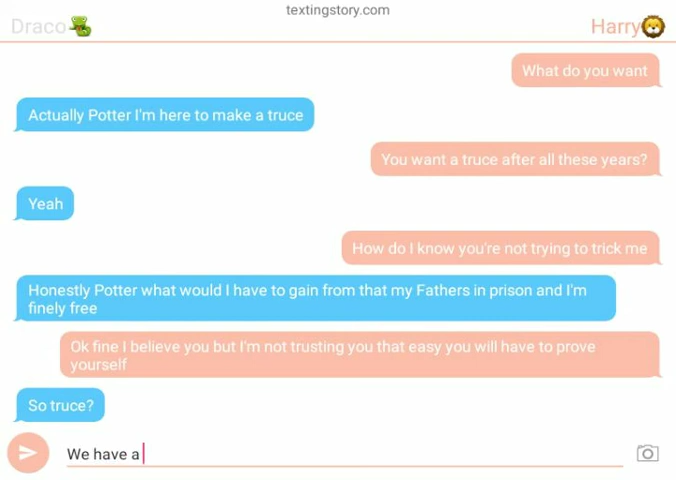 textingstory.com
Draco🐍
Harry🦁
What do you want
Actually Potter I'm here to make a truce
You want a truce after all these years?
Yeah
How do I know you're not trying to trick me
Honestly Potter what would I have to gain from that my Fathers in prison and I'm
finely free
Ok fine I believe you but I'm not trusting you that easy you will have to prove
yourself
So truce?
We have a